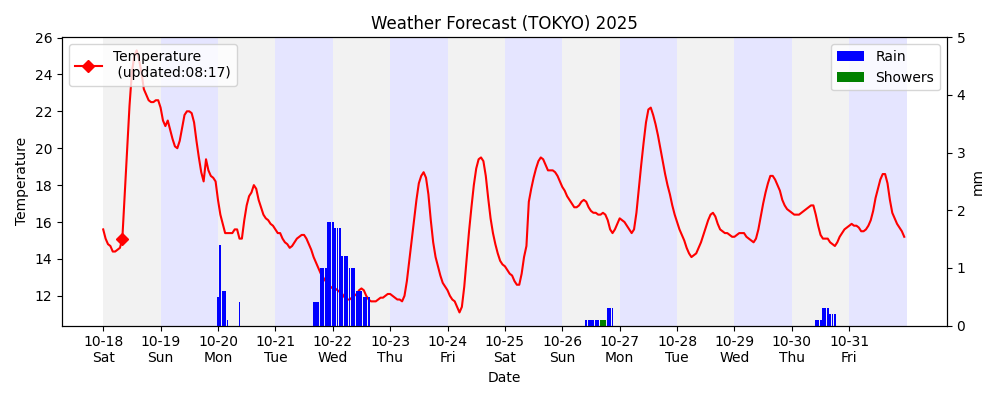 Weather Forecast (TOKYO) 2025
Temperature
(updated:08:17)
Rain
Showers
26
24
22
20
18
16
14
12
Temperature
5
4
3
2
1
0
mm
10-18 10-19 10-20 10-21 10-22 10-23 10-24 10-25 10-26 10-27 10-28 10-29 10-30 10-31
Sat Sun Mon Tue Wed Thu Fri Sat Sun Mon Tue Wed Thu Fri
Date